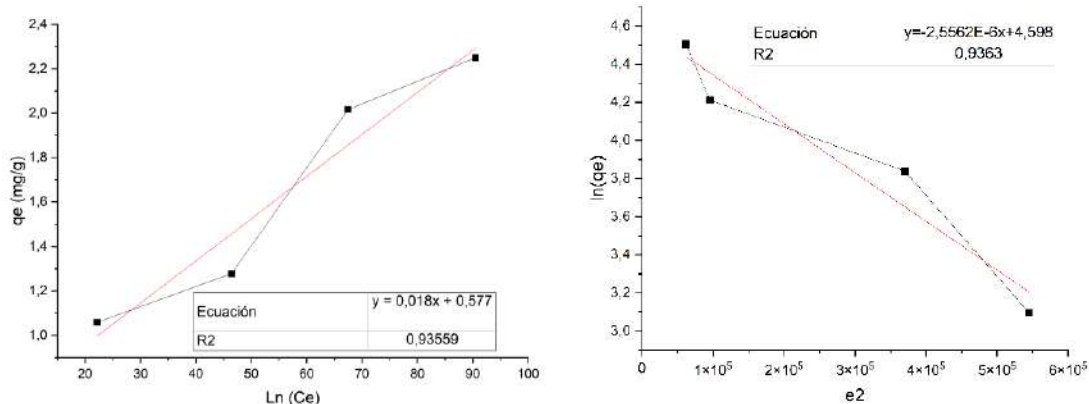 2,4
2,2
2,0
1,8
1,6
1,4
1,2
1,0
qe (mg/g)
Ecuación y = 0,018x + 0,577
R2 0,93559
20 30 40 50 60 70 80 90 100
Ln (Ce)
4,6
4,4
4,2
4,0
3,8
3,6
3,4
3,2
3,0
ln(qe)
Ecuación y=-2,5562E-6x+4,598
R2 0,9363
0 1×10⁵ 2×10⁵ 3×10⁵ 4×10⁵ 5×10⁵ 6×10⁵
e2